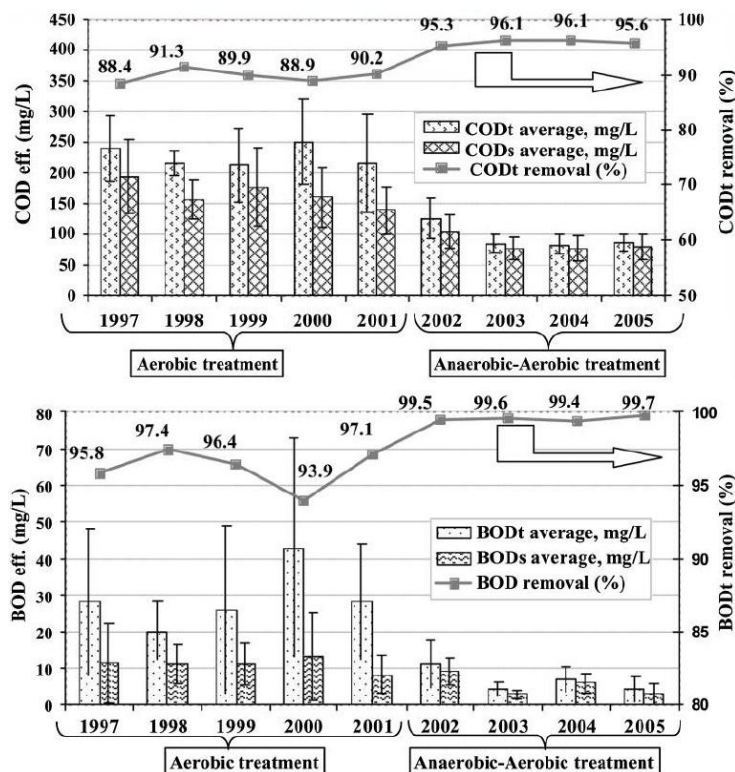 450
400
350
300
250
200
150
100
50
0
COD eff. (mg/L)
88.4 91.3 89.9 88.9 90.2 95.3 96.1 96.1 95.6
100
90
80
70
60
50
CODt removal (%)
CODt average, mg/L
CODs average, mg/L
CODt removal (%)
1997 1998 1999 2000 2001 2002 2003 2004 2005
Aerobic treatment Anaerobic-Aerobic treatment
80
70
60
50
40
30
20
10
0
BOD eff. (mg/L)
95.8 97.4 96.4 93.9 97.1 99.5 99.6 99.4 99.7
100
95
90
85
80
BODt removal (%)
BODt average, mg/L
BODs average, mg/L
BOD removal (%)
1997 1998 1999 2000 2001 2002 2003 2004 2005
Aerobic treatment Anaerobic-Aerobic treatment